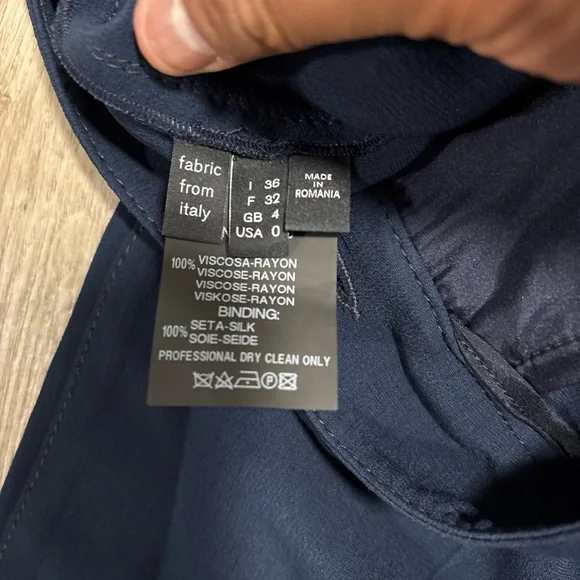 fabric
from
italy
I 36
F 32
GB 4
USA 0
MADE
IN
ROMANIA
100% VISCOSA-RAYON
VISCOSE-RAYON
VISCOSE-RAYON
VISKOSE-RAYON
BINDING:
100% SETA-SILK
SOIE-SEIDE
PROFESSIONAL DRY CLEAN ONLY